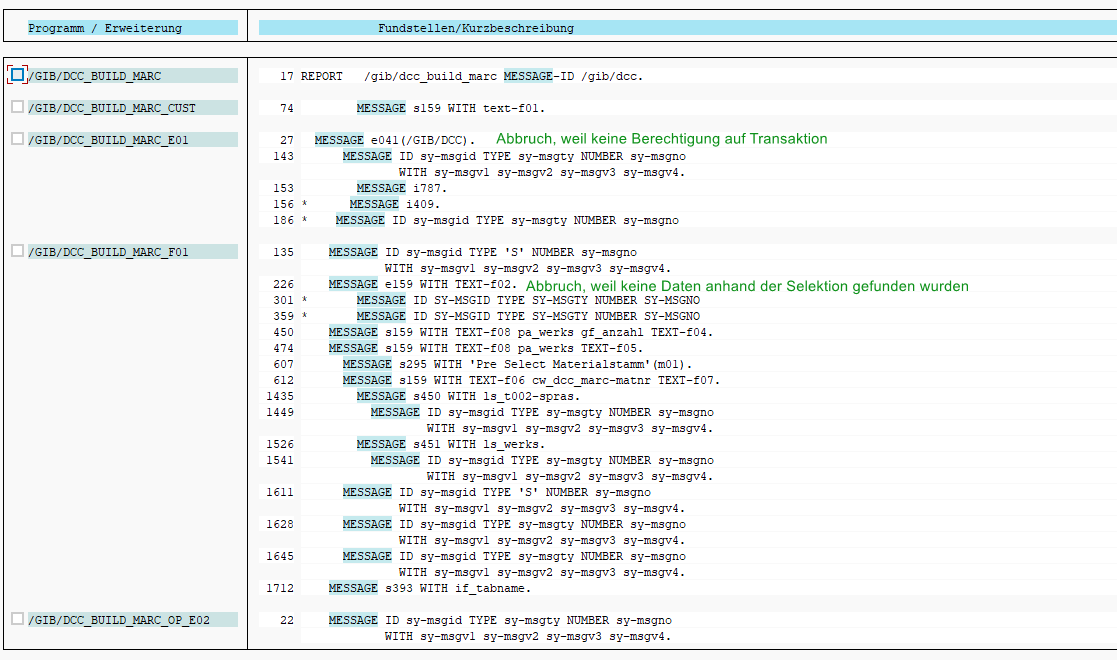 Programm / Erweiterung
Fundstellen/Kurzbeschreibung
/GIB/DCC_BUILD_MARC
17 REPORT /gib/dcc_build_marc MESSAGE-ID /gib/dcc.
/GIB/DCC_BUILD_MARC_CUST
74 MESSAGE s159 WITH text-f01.
/GIB/DCC_BUILD_MARC_E01
27 MESSAGE e041(/GIB/DCC). Abbruch, weil keine Berechtigung auf Transaktion
143 MESSAGE ID sy-msgid TYPE sy-msgty NUMBER sy-msgno
WITH sy-msgv1 sy-msgv2 sy-msgv3 sy-msgv4.
153 MESSAGE i787.
156 * MESSAGE i409.
186 * MESSAGE ID sy-msgid TYPE sy-msgty NUMBER sy-msgno
/GIB/DCC_BUILD_MARC_F01
135 MESSAGE ID sy-msgid TYPE 'S' NUMBER sy-msgno
WITH sy-msgv1 sy-msgv2 sy-msgv3 sy-msgv4.
226 MESSAGE e159 WITH TEXT-f02. Abbruch, weil keine Daten anhand der Selektion gefunden wurden
301 * MESSAGE ID SY-MSGID TYPE SY-MSGTY NUMBER SY-MSGNO
359 * MESSAGE ID SY-MSGID TYPE SY-MSGTY NUMBER SY-MSGNO
450 MESSAGE s159 WITH TEXT-f08 pa_werks gf_anzahl TEXT-f04.
474 MESSAGE s159 WITH TEXT-f08 pa_werks TEXT-f05.
607 MESSAGE s295 WITH 'Pre Select Materialstamm'(m01).
612 MESSAGE s159 WITH TEXT-f06 cw_dcc_marc-matnr TEXT-f07.
1435 MESSAGE s450 WITH ls_t002-spras.
1449 MESSAGE ID sy-msgid TYPE sy-msgty NUMBER sy-msgno
WITH sy-msgv1 sy-msgv2 sy-msgv3 sy-msgv4.
1526 MESSAGE s451 WITH ls_werks.
1541 MESSAGE ID sy-msgid TYPE sy-msgty NUMBER sy-msgno
WITH sy-msgv1 sy-msgv2 sy-msgv3 sy-msgv4.
1611 MESSAGE ID sy-msgid TYPE 'S' NUMBER sy-msgno
WITH sy-msgv1 sy-msgv2 sy-msgv3 sy-msgv4.
1628 MESSAGE ID sy-msgid TYPE sy-msgty NUMBER sy-msgno
WITH sy-msgv1 sy-msgv2 sy-msgv3 sy-msgv4.
1645 MESSAGE ID sy-msgid TYPE sy-msgty NUMBER sy-msgno
WITH sy-msgv1 sy-msgv2 sy-msgv3 sy-msgv4.
1712 MESSAGE s393 WITH if_tabname.
/GIB/DCC_BUILD_MARC_OP_E02
22 MESSAGE ID sy-msgid TYPE sy-msgty NUMBER sy-msgno
WITH sy-msgv1 sy-msgv2 sy-msgv3 sy-msgv4.